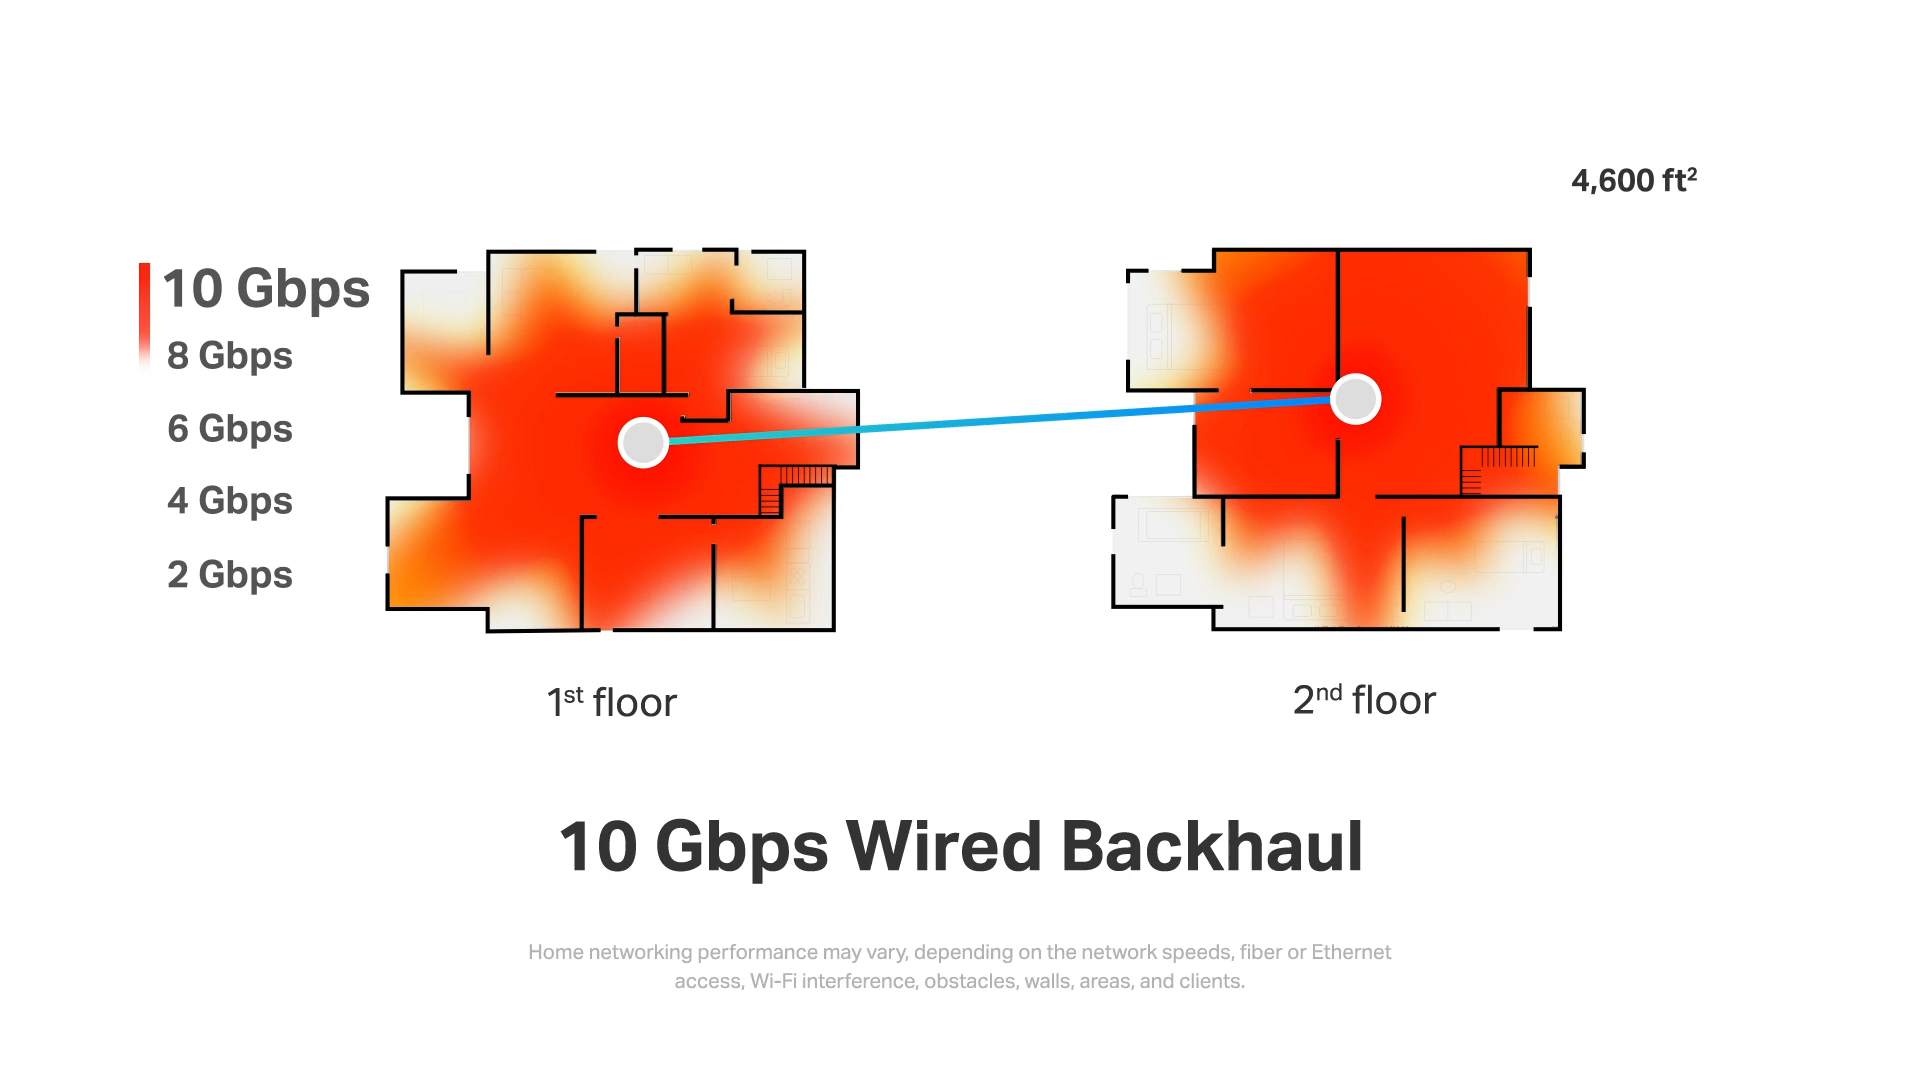 4,600 ft²
10 Gbps
8 Gbps
6 Gbps
4 Gbps
2 Gbps
1st floor
2nd floor
10 Gbps Wired Backhaul
Home networking performance may vary, depending on the network speeds, fiber or Ethernet
access, Wi-Fi interference, obstacles, walls, areas, and clients.